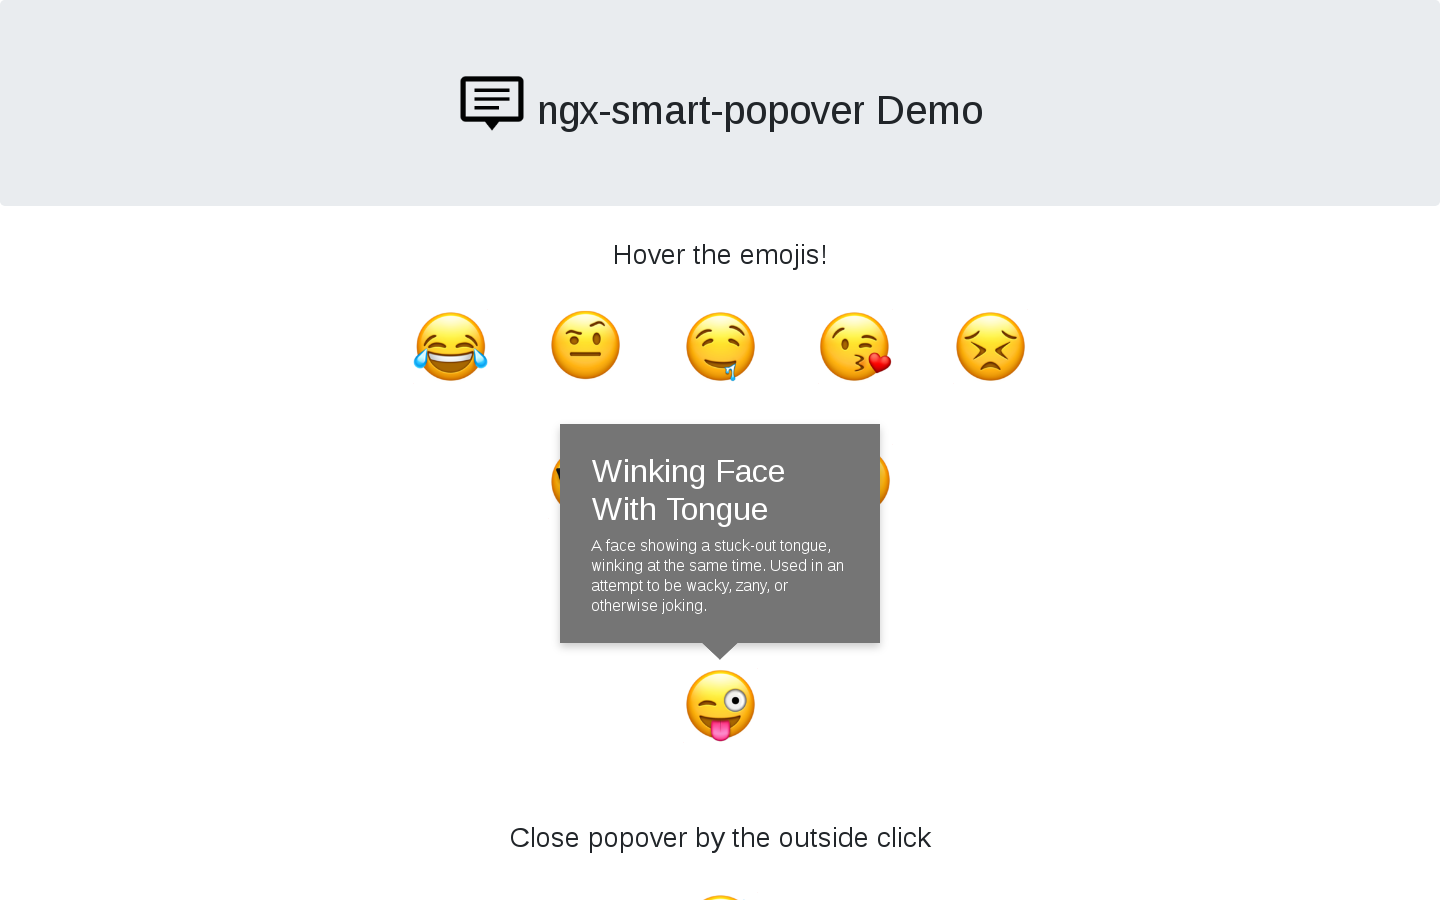 ngx-smart-popover Demo
Hover the emojis!
Winking Face
With Tongue
A face showing a stuck-out tongue,
winking at the same time. Used in an
attempt to be wacky, zany, or
otherwise joking.
Close popover by the outside click